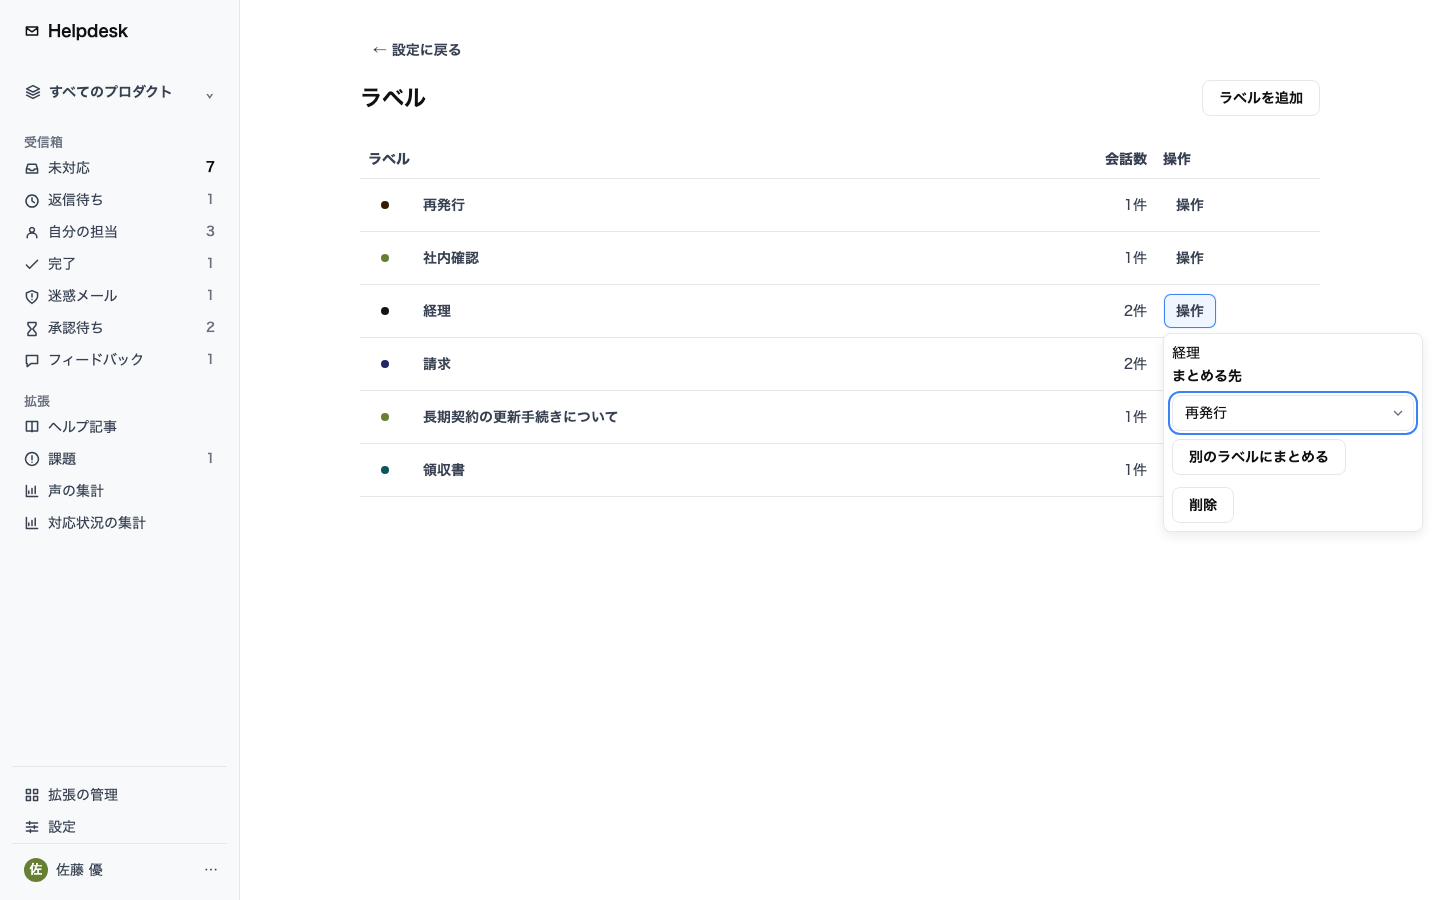 Helpdesk
すべてのプロダクト
受信箱
未対応 7
返信待ち 1
自分の担当 3
完了 1
迷惑メール 1
承認待ち 2
フィードバック 1
拡張
ヘルプ記事
課題 1
声の集計
対応状況の集計
拡張の管理
設定
佐 佐藤 優 …
← 設定に戻る
ラベル ラベルを追加
ラベル 会話数 操作
再発行 1件 操作
社内確認 1件 操作
経理 2件 操作
請求 2件
長期契約の更新手続きについて 1件
領収書 1件
経理
まとめる先
再発行
別のラベルにまとめる
削除